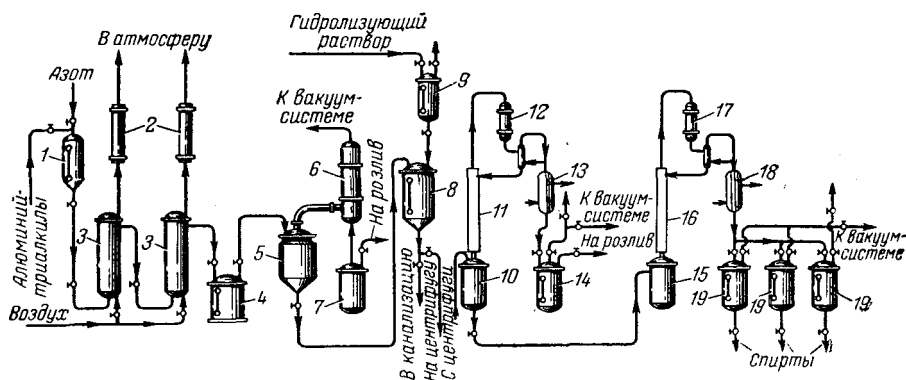 Гидролизующий
раствор
В атмосферу
Азот
К вакуум-
системе
Алюминий-
триалкилы
Воздух
На розлив
В канализацию
На центрифугу
С центрифуги
К вакуум-
системе
На розлив
К вакуум-
системе
Спирты
1
2
3
3
4
5
6
7
8
9
10
11
12
13
14
15
16
17
18
19
19
19